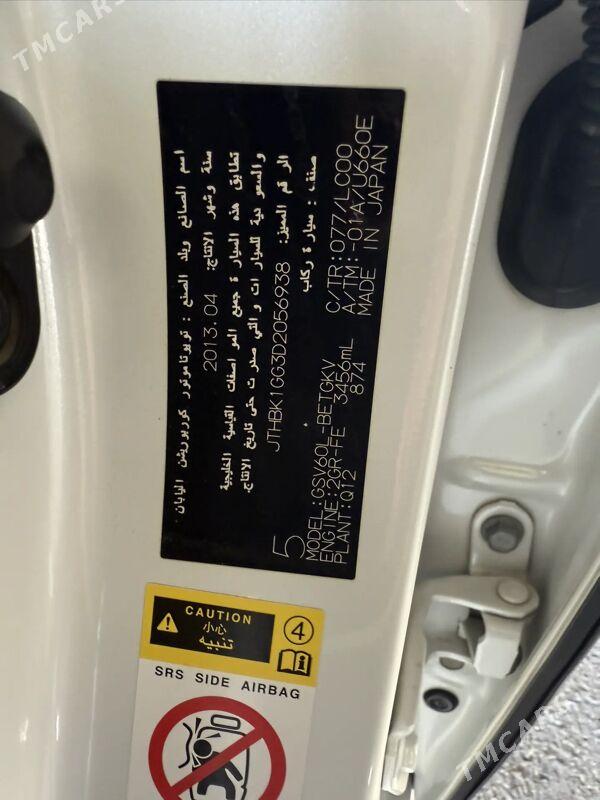 TMCARS
اسم الصانع وبلد الصنع : تويوتا موتور كوربوريشن اليابان
سنة وشهر الانتاج: 2013.04
تطابق هذه السيارة جميع المواصفات القياسية الخليجية
والسعودية للسيارات والتي صدرت حتى تاريخ الانتاج.
الرقم المميز: JTHBK1GG3D2056938
صنف : سيارة ركاب
5
MODEL:GSV60L-BETGKV C/TR:077/LC00
ENGINE:2GR-FE 3456mL A/TM:-01A/U660E
PLANT:Q12 874 MADE IN JAPAN
CAUTION
小心
تنبيه
4
SRS SIDE AIRBAG
TMCARS